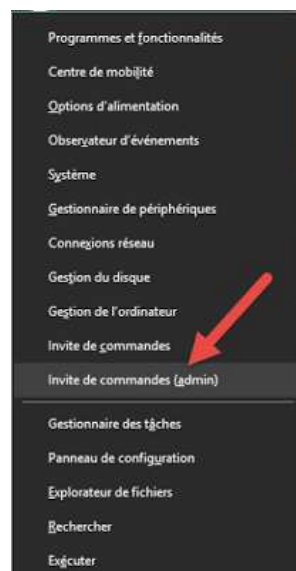 Programmes et fonctionnalités
Centre de mobilité
Options d'alimentation
Observateur d'événements
Système
Gestionnaire de périphériques
Connexions réseau
Gestion du disque
Gestion de l'ordinateur
Invite de commandes
Invite de commandes (admin)
Gestionnaire des tâches
Panneau de configuration
Explorateur de fichiers
Rechercher
Exécuter